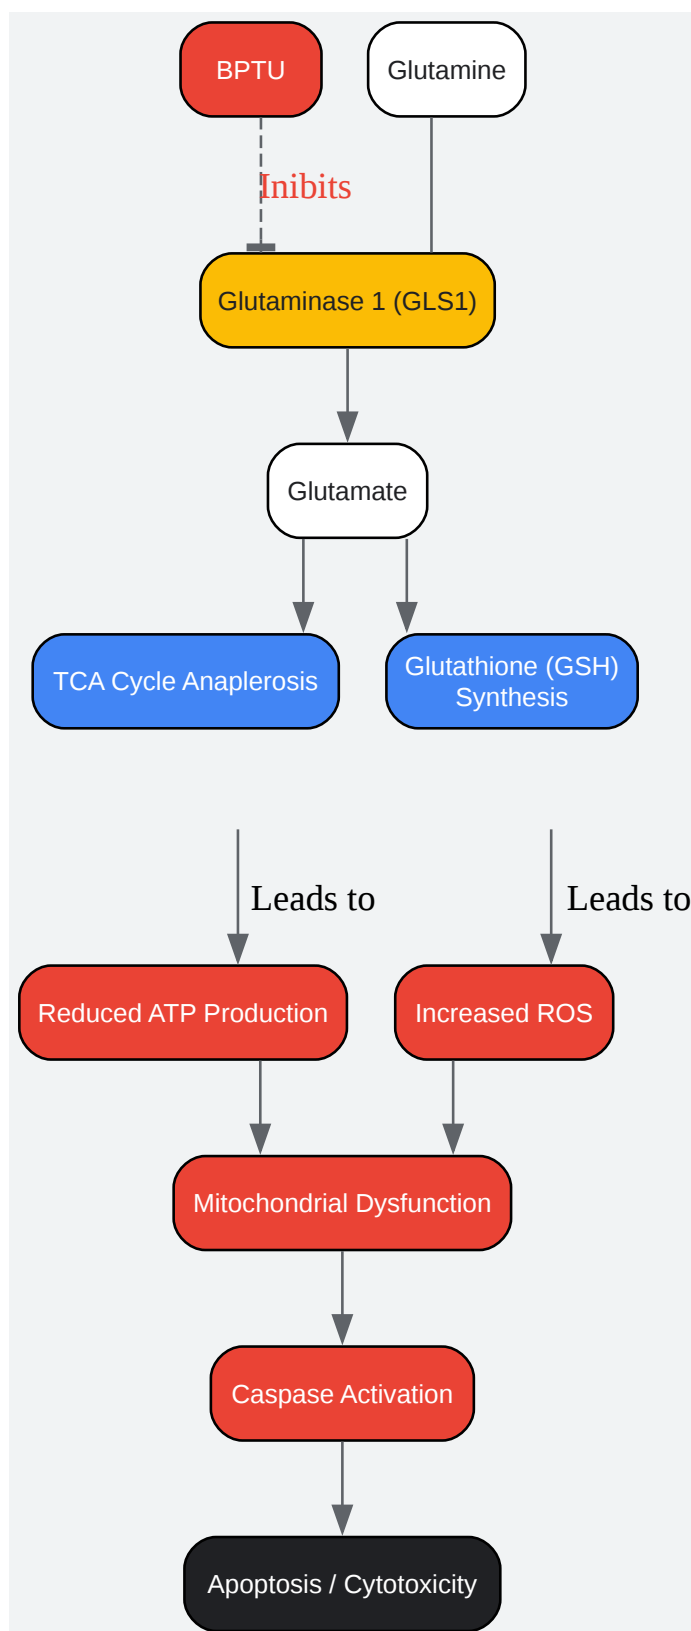 BPTU
Glutamine
Inibits
Glutaminase 1 (GLS1)
Glutamate
TCA Cycle Anaplerosis
Glutathione (GSH)
Synthesis
Leads to
Leads to
Reduced ATP Production
Increased ROS
Mitochondrial Dysfunction
Caspase Activation
Apoptosis / Cytotoxicity